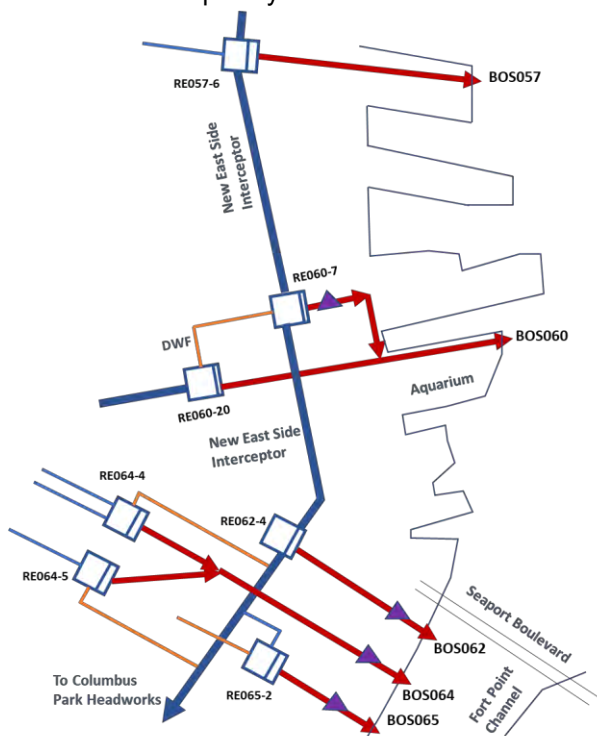 BOS057
RE057-6
New East Side
Interceptor
RE060-7
DWF
BOS060
Aquarium
RE060-20
New East Side
Interceptor
RE064-4
RE062-4
RE064-5
Seaport Boulevard
BOS062
To Columbus
Park Headworks
RE065-2
BOS064
Fort Point
Channel
BOS065